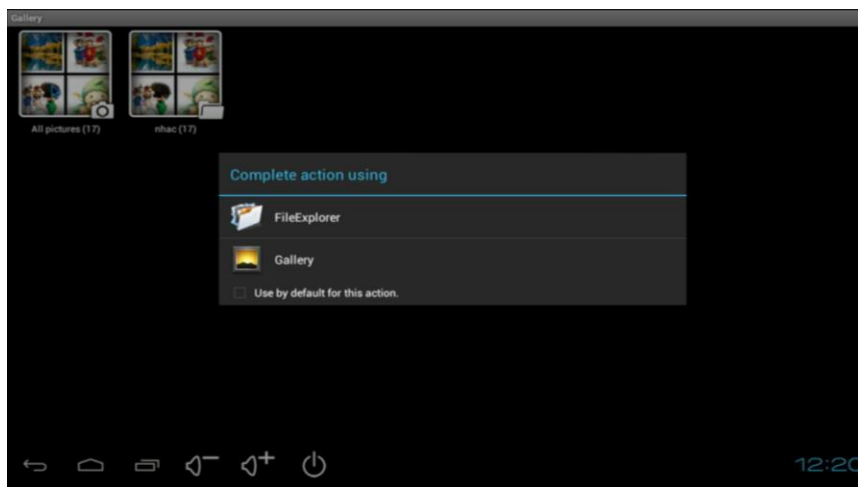 Gallery
All pictures (17)
nhac (17)
Complete action using
FileExplorer
Gallery
Use by default for this action.
12:20